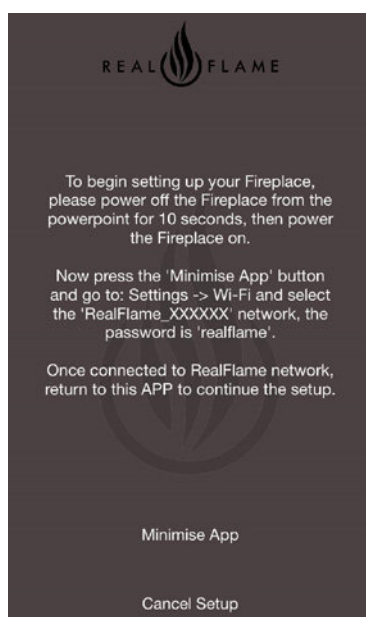 REAL FLAME
To begin setting up your Fireplace,
please power off the Fireplace from the
powerpoint for 10 seconds, then power
the Fireplace on.
Now press the 'Minimise App' button
and go to: Settings -> Wi-Fi and select
the 'RealFlame_XXXXXX' network, the
password is 'realflame'.
Once connected to RealFlame network,
return to this APP to continue the setup.
Minimise App
Cancel Setup